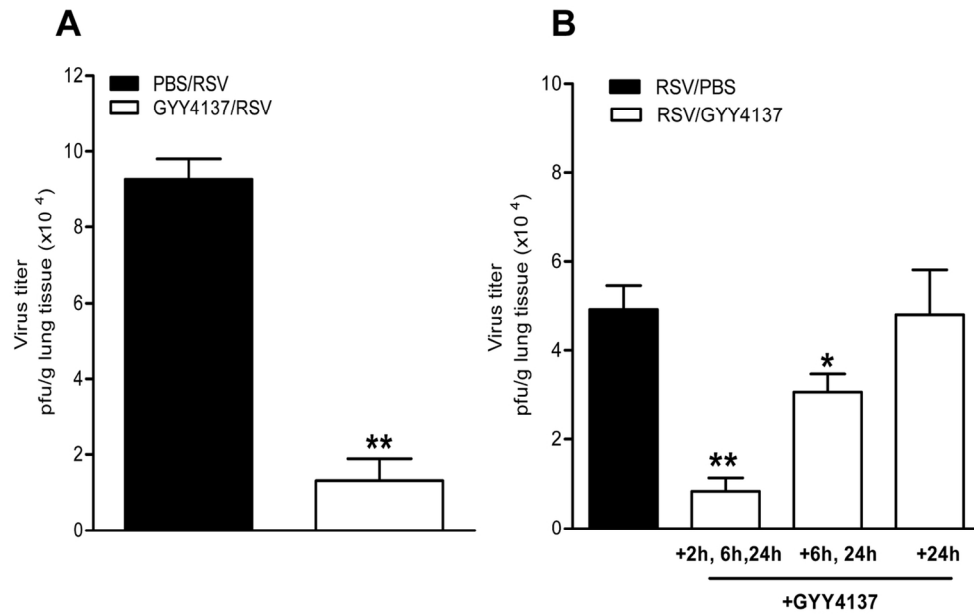 A
PBS/RSV
GYY4137/RSV
Virus titer
pfu/g lung tissue (x10 4)
12
10
8
6
4
2
0
**
B
RSV/PBS
RSV/GYY4137
Virus titer
pfu/g lung tissue (x10 4)
10
8
6
4
2
0
**
*
+2h, 6h,24h +6h, 24h +24h
+GYY4137